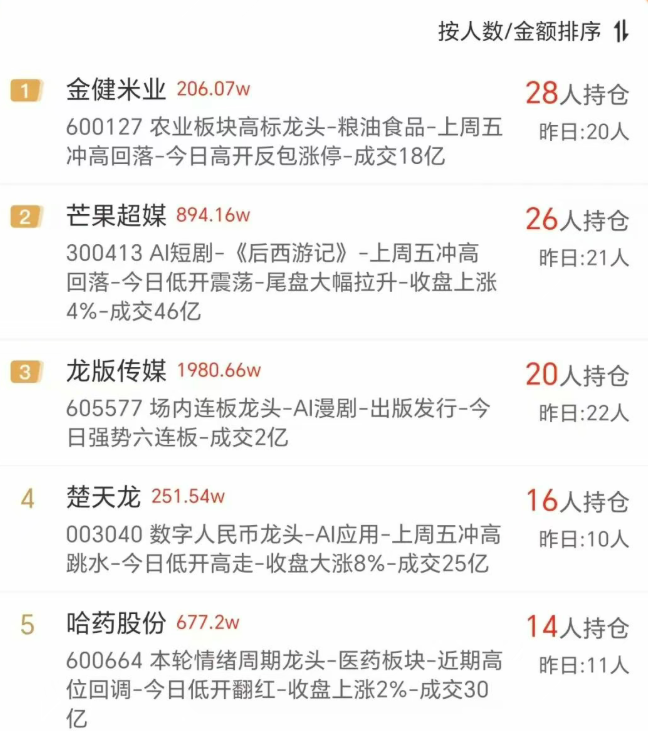 按人数/金额排序
1 金健米业 206.07w 28人持仓
600127 农业板块高标龙头-粮油食品-上周五 昨日:20人
冲高回落-今日高开反包涨停-成交18亿
2 芒果超媒 894.16w 26人持仓
300413 AI短剧-《后西游记》-上周五冲高 昨日:21人
回落-今日低开震荡-尾盘大幅拉升-收盘上涨
4%-成交46亿
3 龙版传媒 1980.66w 20人持仓
605577 场内连板龙头-AI漫剧-出版发行-今 昨日:22人
日强势六连板-成交2亿
4 楚天龙 251.54w 16人持仓
003040 数字人民币龙头-AI应用-上周五冲高 昨日:10人
跳水-今日低开高走-收盘大涨8%-成交25亿
5 哈药股份 677.2w 14人持仓
600664 本轮情绪周期龙头-医药板块-近期高 昨日:11人
位回调-今日低开翻红-收盘上涨2%-成交30
亿